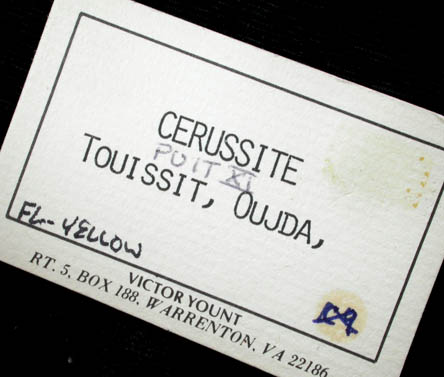 CERUSSITE
PUIT XI
TOUISSIT, OUJDA,
FL-YELLOW
VICTOR YOUNT
RT. 5, BOX 188, WARRENTON, VA 22186